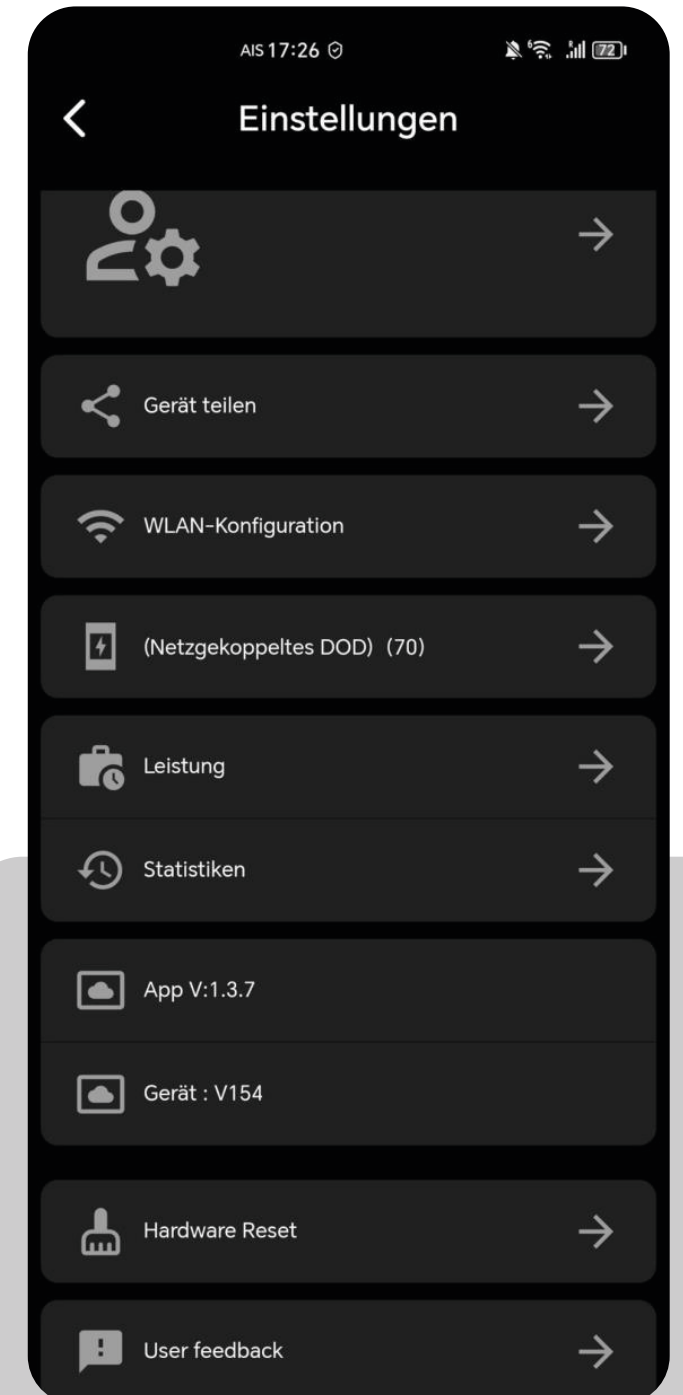 AIS 17:26 72
Einstellungen
Gerät teilen
WLAN-Konfiguration
(Netzgekoppeltes DOD) (70)
Leistung
Statistiken
App V:1.3.7
Gerät : V154
Hardware Reset
User feedback